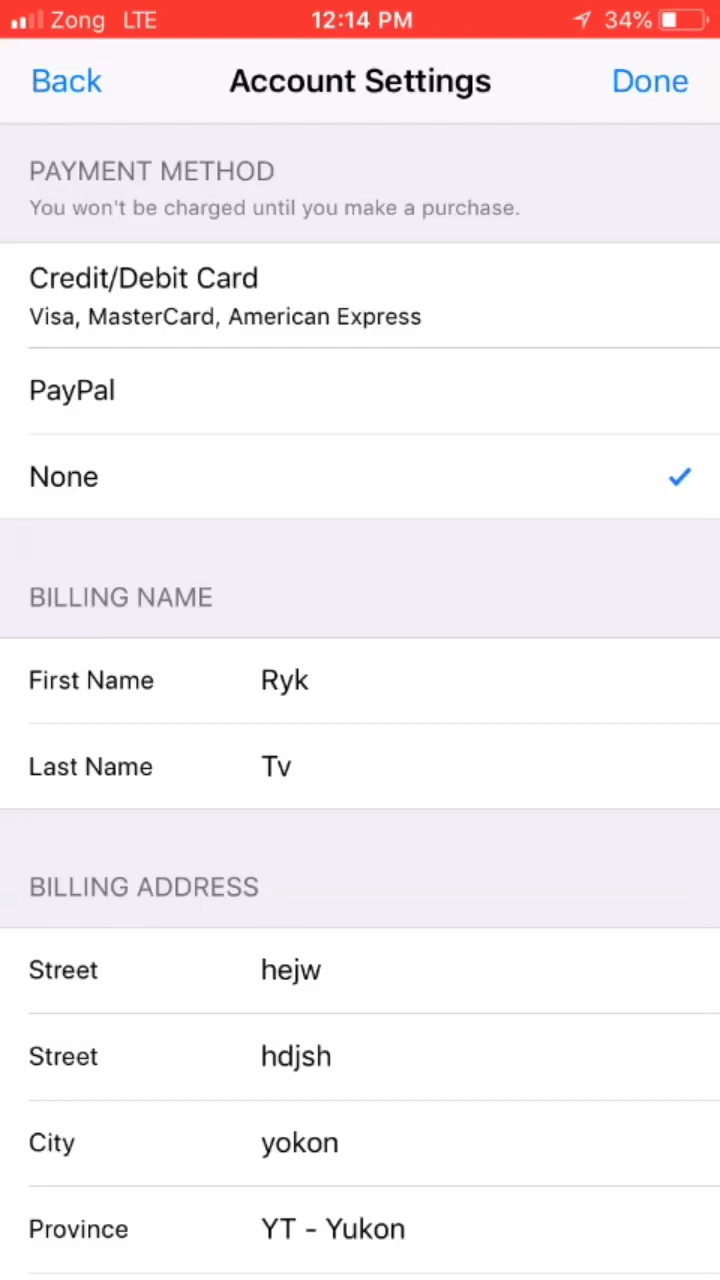 Zong LTE 12:14 PM 34%
Back Account Settings Done
PAYMENT METHOD
You won't be charged until you make a purchase.
Credit/Debit Card
Visa, MasterCard, American Express
PayPal
None
BILLING NAME
First Name Ryk
Last Name Tv
BILLING ADDRESS
Street hejw
Street hdjsh
City yokon
Province YT - Yukon